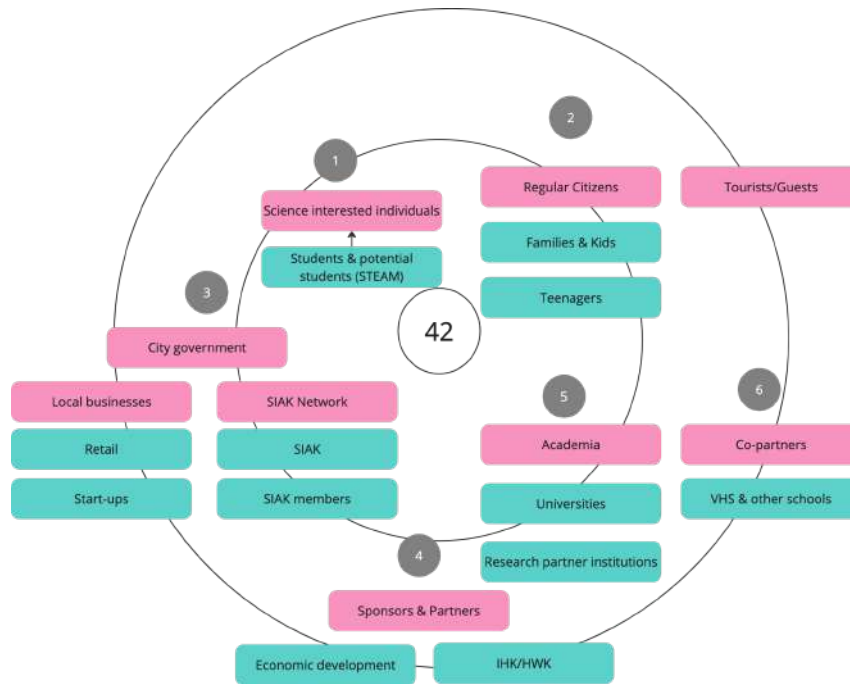 2
1
Regular Citizens
Tourists/Guests
Science interested individuals
Families & Kids
Students & potential
students (STEAM)
Teenagers
3
42
City government
6
5
Local businesses
SIAK Network
Academia
Co-partners
Retail
SIAK
Start-ups
SIAK members
Universities
VHS & other schools
4
Research partner institutions
Sponsors & Partners
Economic development
IHK/HWK